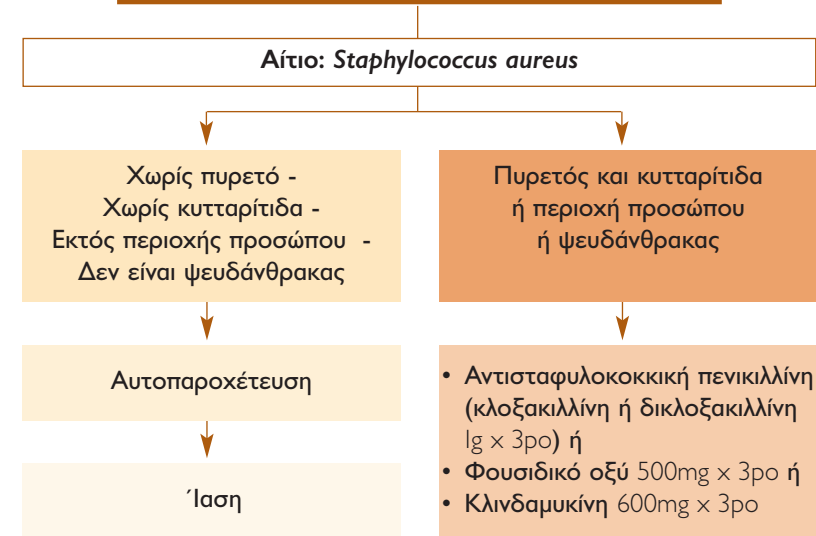 Αίτιο: Staphylococcus aureus
Χωρίς πυρετό -
Χωρίς κυτταρίτιδα -
Εκτός περιοχής προσώπου -
Δεν είναι ψευδάνθρακας
Πυρετός και κυτταρίτιδα
ή περιοχή προσώπου
ή ψευδάνθρακας
Αυτοπαροχέτευση
Ίαση
• Αντισταφυλοκοκκική πενικιλλίνη
(κλοξακιλλίνη ή δικλοξακιλλίνη
1g x 3po) ή
• Φουσιδικό οξύ 500mg x 3po ή
• Κλινδαμυκίνη 600mg x 3po